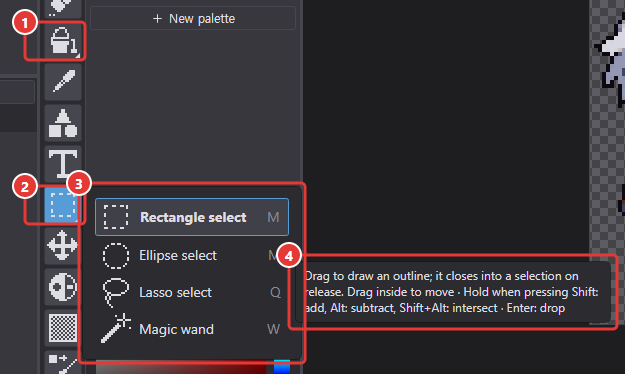 1
+ New palette
2
3
Rectangle select M
Ellipse select M
4
Lasso select Q
Magic wand W
Drag to draw an outline; it closes into a selection on
release. Drag inside to move · Hold when pressing Shift:
add, Alt: subtract, Shift+Alt: intersect · Enter: drop